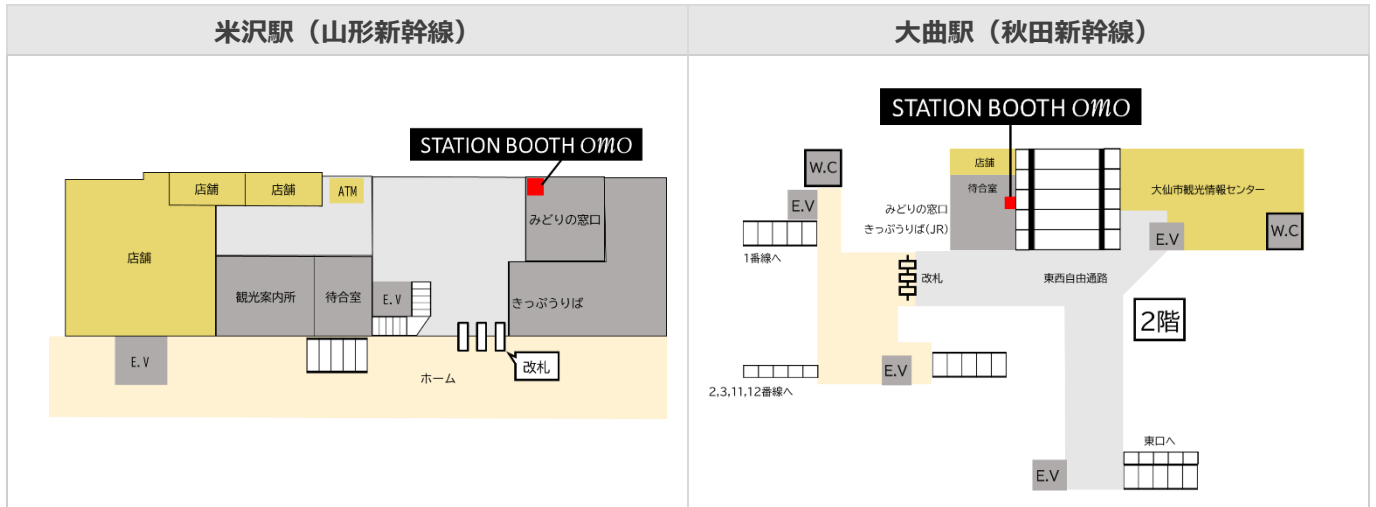 米沢駅（山形新幹線）
STATION BOOTH OMO
店舗
店舗
ATM
みどりの窓口
店舗
観光案内所
待合室
E.V
きっぷうりば
E.V
改札
ホーム
大曲駅（秋田新幹線）
STATION BOOTH OMO
W.C
店舗
待合室
大仙市観光情報センター
E.V
みどりの窓口
きっぷうりば(JR)
W.C
E.V
1番線へ
改札
東西自由通路
2階
E.V
2,3,11,12番線へ
東口へ
E.V